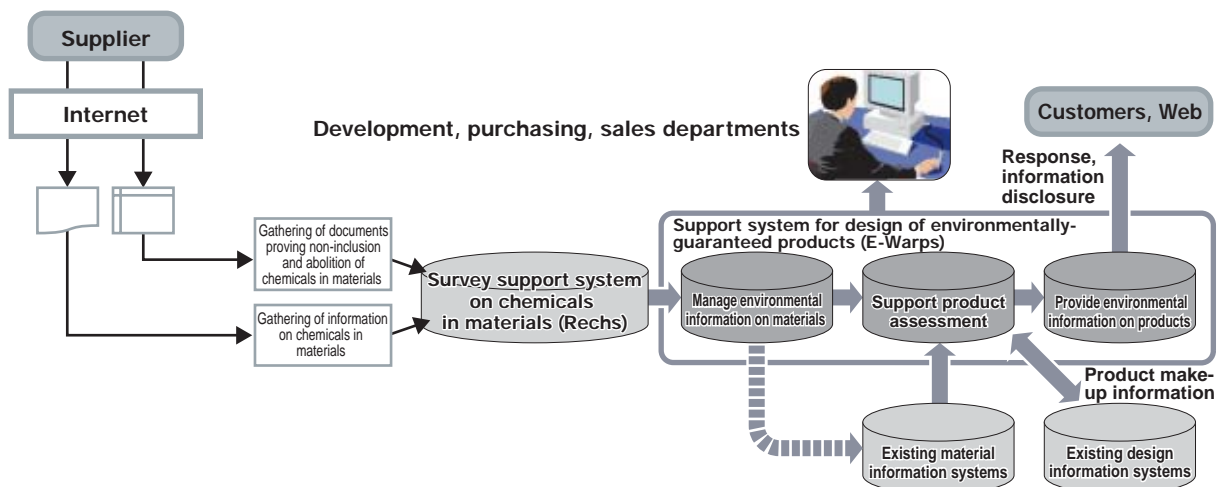 Supplier
Internet
Development, purchasing, sales departments
Customers, Web
Response,
information
disclosure
Gathering of documents
proving non-inclusion
and abolition of
chemicals in materials
Gathering of information
on chemicals in
materials
Survey support system
on chemicals
in materials (Rechs)
Support system for design of environmentally-
guaranteed products (E-Warps)
Manage environmental
information on materials
Support product
assessment
Provide environmental
information on products
Product make-
up information
Existing material
information systems
Existing design
information systems